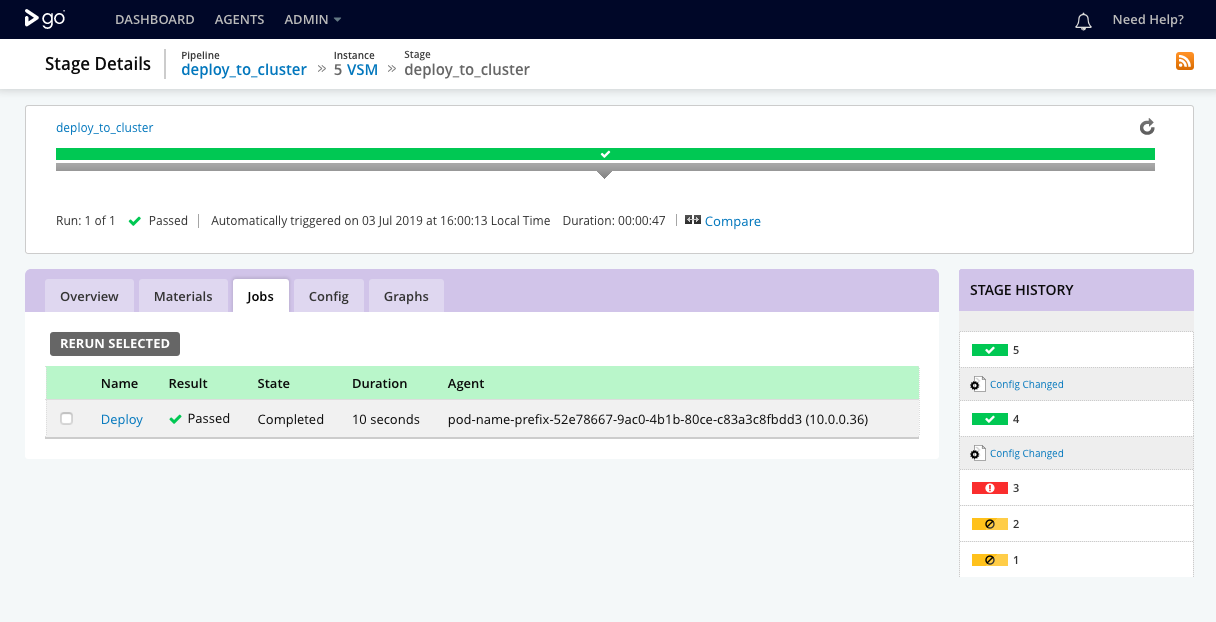 go DASHBOARD AGENTS ADMIN Need Help?
Stage Details
Pipeline Instance Stage
deploy_to_cluster » 5 VSM » deploy_to_cluster
deploy_to_cluster
Run: 1 of 1 Passed Automatically triggered on 03 Jul 2019 at 16:00:13 Local Time Duration: 00:00:47 Compare
Overview Materials Jobs Config Graphs
RERUN SELECTED
Name Result State Duration Agent
Deploy Passed Completed 10 seconds pod-name-prefix-52e78667-9ac0-4b1b-80ce-c83a3c8fbdd3 (10.0.0.36)
STAGE HISTORY
5
Config Changed
4
Config Changed
3
2
1